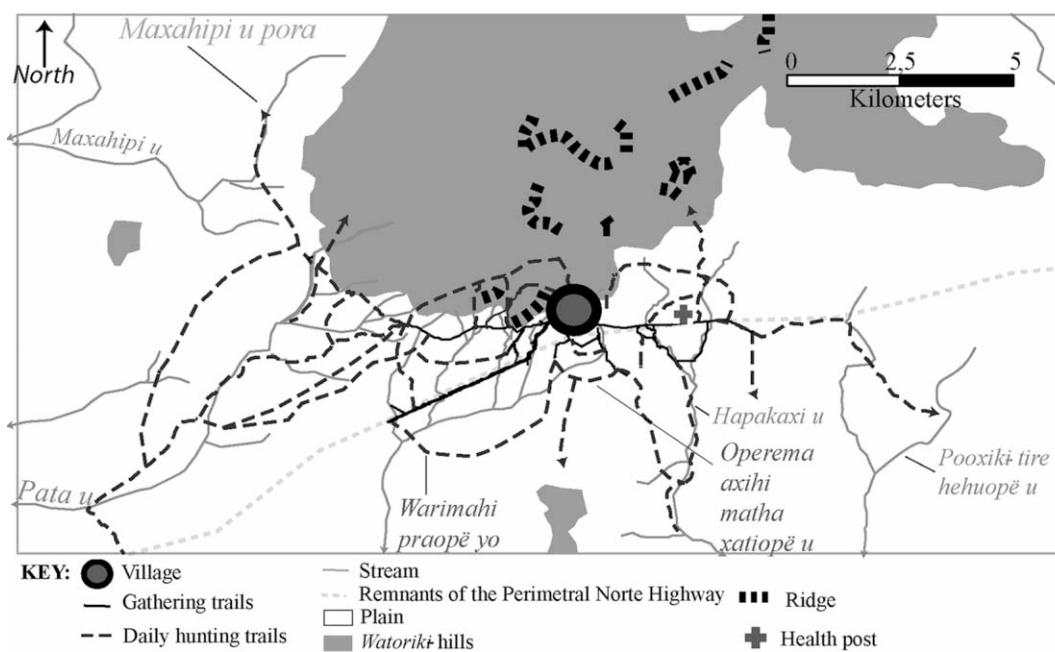 Maxahipi u pora
North
0 2,5 5
Kilometers
Maxahipi u
Hapakaxi u
Operema
axihi
matha
xatiopë u
Pooxiki tire
hehuopë u
Pata u
Warimahi
praopë yo
KEY:
Village
Gathering trails
Daily hunting trails
Stream
Remnants of the Perimetral Norte Highway
Plain
Watorikɨ hills
Ridge
Health post